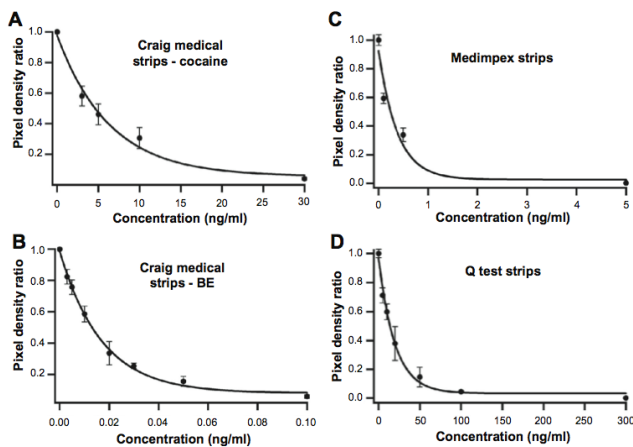 A
Craig medical
strips - cocaine
Pixel density ratio
1.0
0.8
0.6
0.4
0.2
0
5
10
15
20
25
30
Concentration (ng/ml)
B
Craig medical
strips - BE
Pixel density ratio
1.0
0.8
0.6
0.4
0.2
0.00
0.02
0.04
0.06
0.08
0.10
Concentration (ng/ml)
C
Medimpex strips
Pixel density ratio
1.0
0.8
0.6
0.4
0.2
0.0
0
1
2
3
4
5
Concentration (ng/ml)
D
Q test strips
Pixel density ratio
1.0
0.8
0.6
0.4
0.2
0.0
0
50
100
150
200
250
300
Concentration (ng/ml)